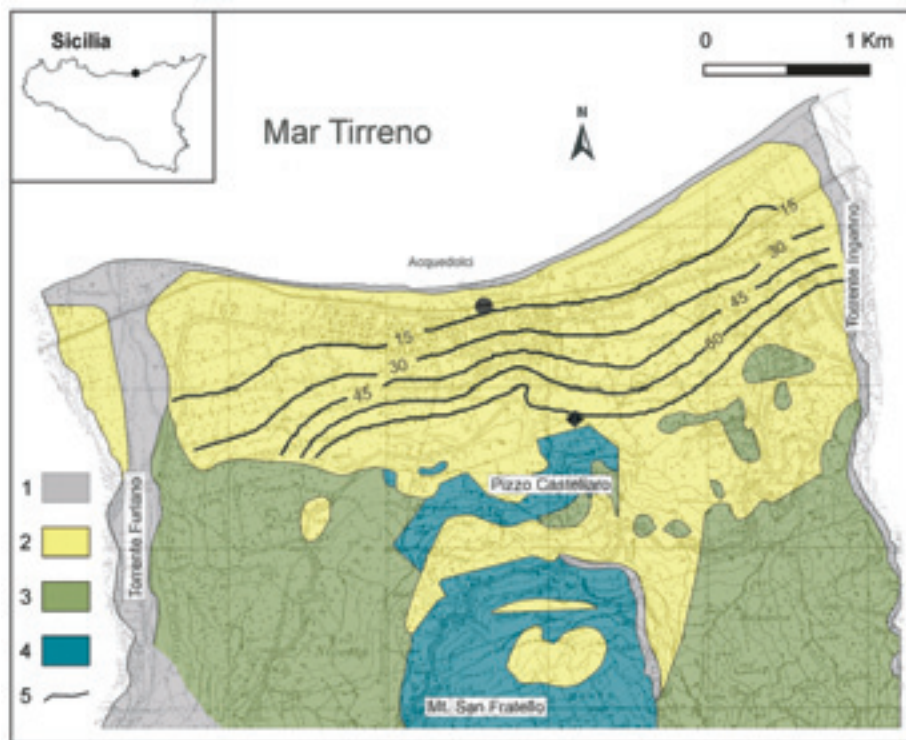 Sicilia
0 1 Km
N
Mar Tirreno
Acquedolci
Torrente Inganno
15
30
45
60
15
30
45
Pizzo Castellaro
Torrente Furiano
Mt. San Fratello
1
2
3
4
5